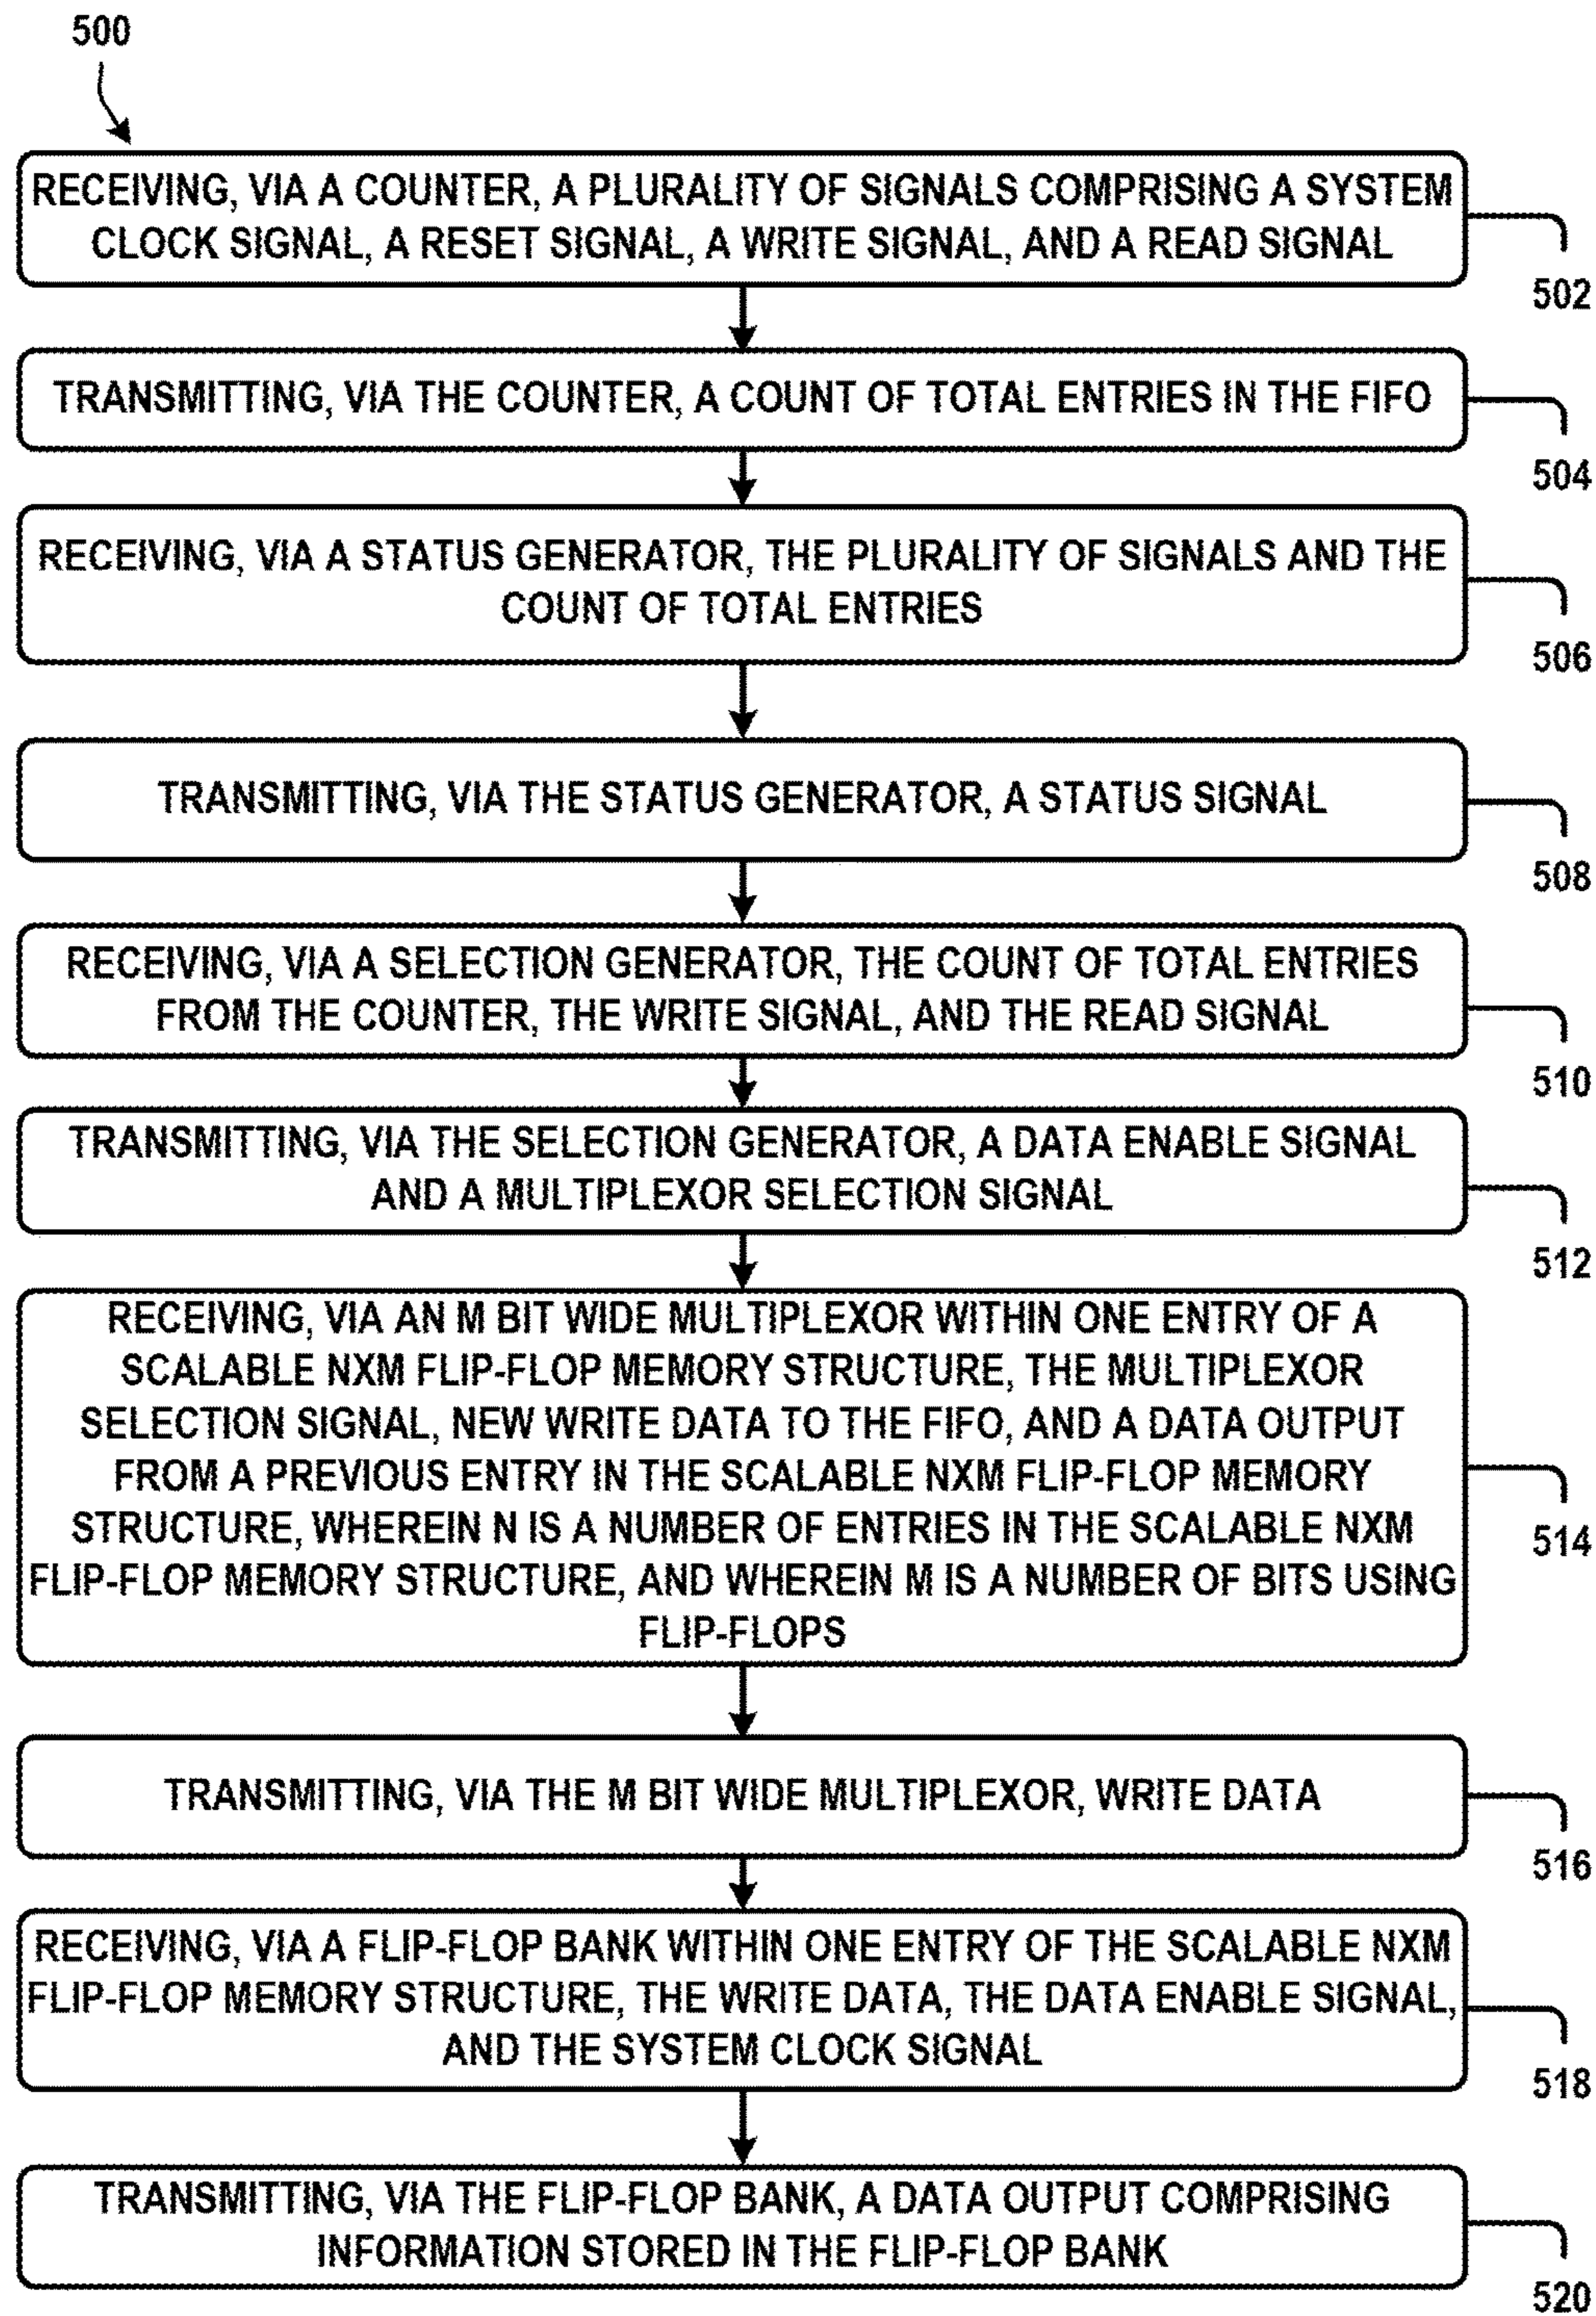 500
RECEIVING, VIA A COUNTER, A PLURALITY OF SIGNALS COMPRISING A SYSTEM
CLOCK SIGNAL, A RESET SIGNAL, A WRITE SIGNAL, AND A READ SIGNAL
502
TRANSMITTING, VIA THE COUNTER, A COUNT OF TOTAL ENTRIES IN THE FIFO
504
RECEIVING, VIA A STATUS GENERATOR, THE PLURALITY OF SIGNALS AND THE
COUNT OF TOTAL ENTRIES
506
TRANSMITTING, VIA THE STATUS GENERATOR, A STATUS SIGNAL
508
RECEIVING, VIA A SELECTION GENERATOR, THE COUNT OF TOTAL ENTRIES
FROM THE COUNTER, THE WRITE SIGNAL, AND THE READ SIGNAL
510
TRANSMITTING, VIA THE SELECTION GENERATOR, A DATA ENABLE SIGNAL
AND A MULTIPLEXOR SELECTION SIGNAL
512
RECEIVING, VIA AN M BIT WIDE MULTIPLEXOR WITHIN ONE ENTRY OF A
SCALABLE NXM FLIP-FLOP MEMORY STRUCTURE, THE MULTIPLEXOR
SELECTION SIGNAL, NEW WRITE DATA TO THE FIFO, AND A DATA OUTPUT
FROM A PREVIOUS ENTRY IN THE SCALABLE NXM FLIP-FLOP MEMORY
STRUCTURE, WHEREIN N IS A NUMBER OF ENTRIES IN THE SCALABLE NXM
FLIP-FLOP MEMORY STRUCTURE, AND WHEREIN M IS A NUMBER OF BITS USING
FLIP-FLOPS
514
TRANSMITTING, VIA THE M BIT WIDE MULTIPLEXOR, WRITE DATA
516
RECEIVING, VIA A FLIP-FLOP BANK WITHIN ONE ENTRY OF THE SCALABLE NXM
FLIP-FLOP MEMORY STRUCTURE, THE WRITE DATA, THE DATA ENABLE SIGNAL,
AND THE SYSTEM CLOCK SIGNAL
518
TRANSMITTING, VIA THE FLIP-FLOP BANK, A DATA OUTPUT COMPRISING
INFORMATION STORED IN THE FLIP-FLOP BANK
520